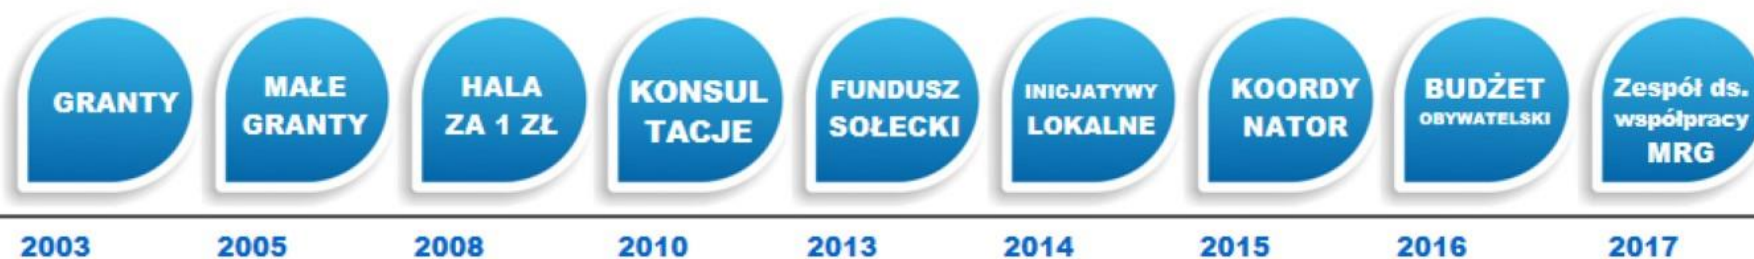 GRANTY
MAŁE
GRANTY
HALA
ZA 1 ZŁ
KONSUL
TACJE
FUNDUSZ
SOŁECKI
INICJATYWY
LOKALNE
KOORDY
NATOR
BUDŻET
OBYWATELSKI
Zespół ds.
współpracy
MRG
2003 2005 2008 2010 2013 2014 2015 2016 2017